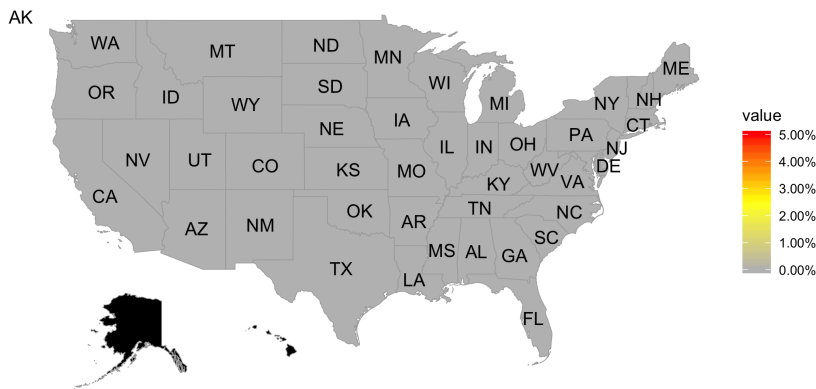 AK
WA
MT
ND
MN
ME
OR
ID
WY
SD
WI
MI
NY
NH
NV
UT
CO
NE
IA
IL
IN
OH
PA
CT
NJ
DE
CA
AZ
NM
KS
MO
KY
WV
VA
OK
AR
TN
NC
TX
LA
MS
AL
GA
SC
FL
value
5.00%
4.00%
3.00%
2.00%
1.00%
0.00%